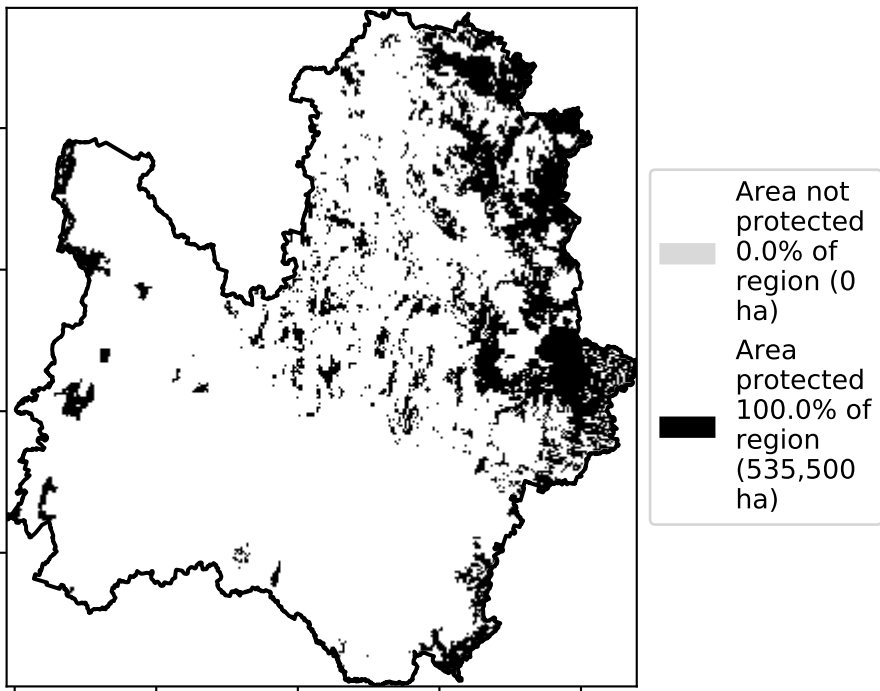 Area not
protected
0.0% of
region (0
ha)
Area
protected
100.0% of
region
(535,500
ha)